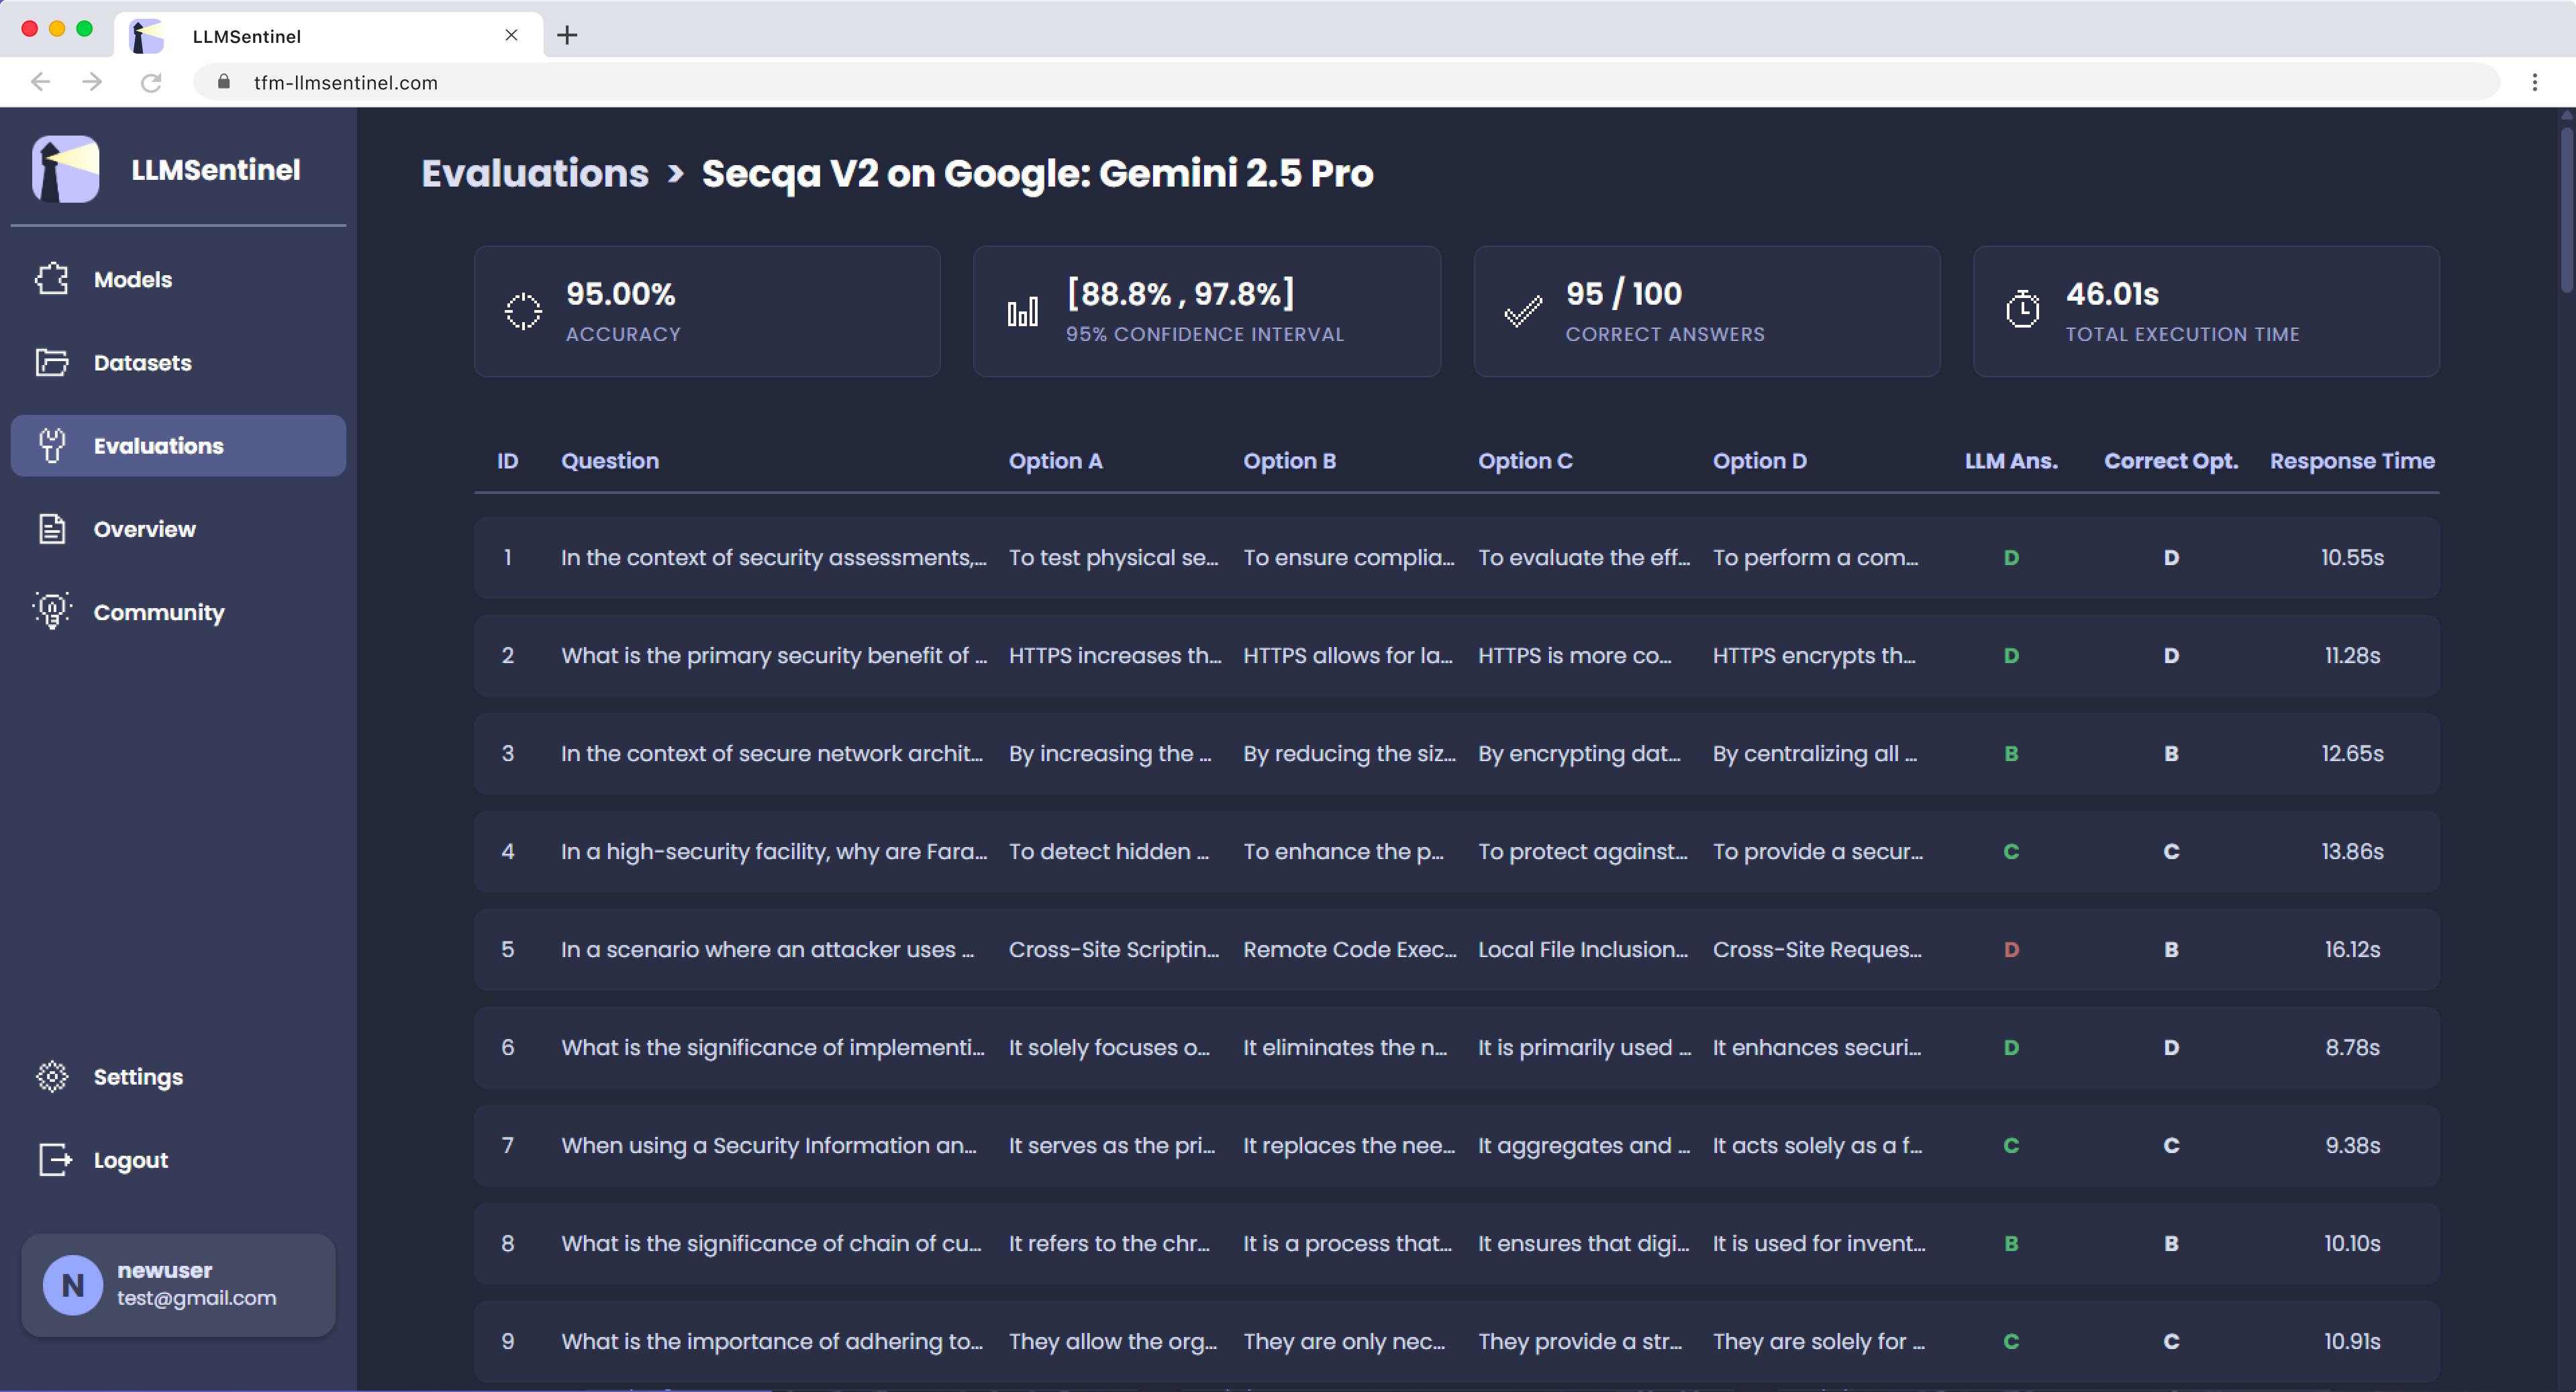 LLMSentinel
tfm-llmsentinel.com
LLMSentinel
Models
Datasets
Evaluations
Overview
Community
Settings
Logout
N
newuser
test@gmail.com
Evaluations > Secqa V2 on Google: Gemini 2.5 Pro
95.00%
ACCURACY
[88.8% , 97.8%]
95% CONFIDENCE INTERVAL
95 / 100
CORRECT ANSWERS
46.01s
TOTAL EXECUTION TIME
ID Question Option A Option B Option C Option D LLM Ans. Correct Opt. Response Time
1 In the context of security assessments,... To test physical se... To ensure complia... To evaluate the eff... To perform a com... D D 10.55s
2 What is the primary security benefit of ... HTTPS increases th... HTTPS allows for la... HTTPS is more co... HTTPS encrypts th... D D 11.28s
3 In the context of secure network archit... By increasing the ... By reducing the siz... By encrypting dat... By centralizing all ... B B 12.65s
4 In a high-security facility, why are Fara... To detect hidden ... To enhance the p... To protect against... To provide a secur... C C 13.86s
5 In a scenario where an attacker uses ... Cross-Site Scriptin... Remote Code Exec... Local File Inclusion... Cross-Site Reques... D B 16.12s
6 What is the significance of implementi... It solely focuses o... It eliminates the n... It is primarily used ... It enhances securi... D D 8.78s
7 When using a Security Information an... It serves as the pri... It replaces the nee... It aggregates and ... It acts solely as a f... C C 9.38s
8 What is the significance of chain of cu... It refers to the chr... It is a process that... It ensures that digi... It is used for invent... B B 10.10s
9 What is the importance of adhering to... They allow the org... They are only nec... They provide a str... They are solely for ... C C 10.91s